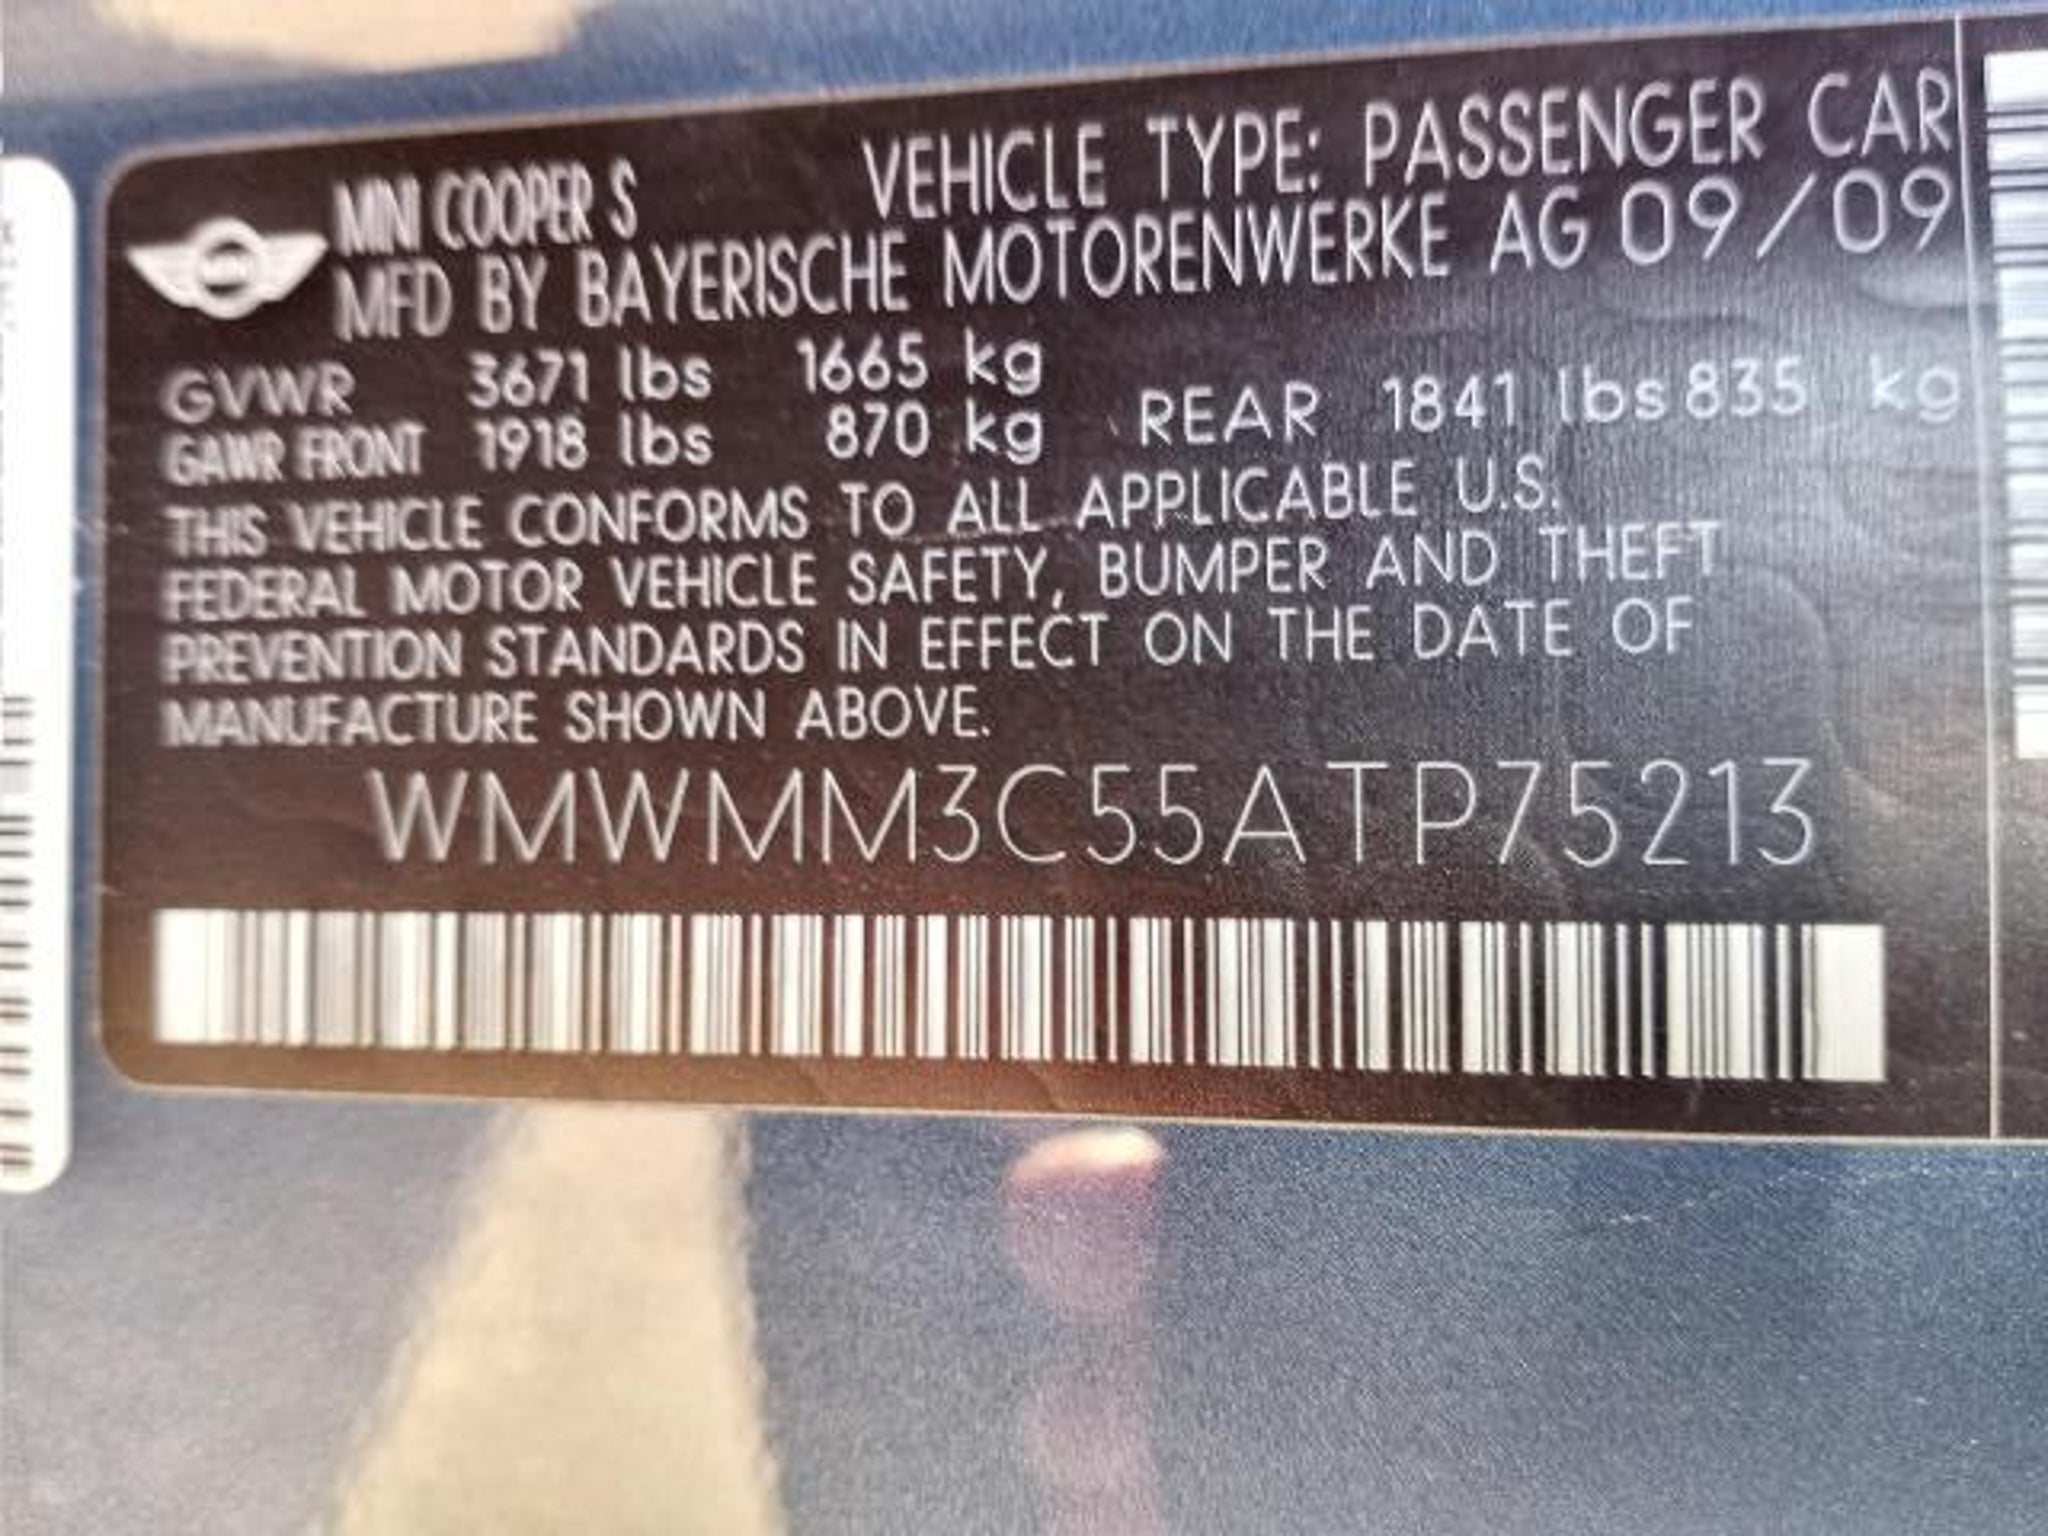 MINI COOPER S VEHICLE TYPE: PASSENGER CAR
MFD BY BAYERISCHE MOTORENWERKE AG 09/09
GVWR 3671 lbs 1665 kg
GAWR FRONT 1918 lbs 870 kg REAR 1841 lbs 835 kg
THIS VEHICLE CONFORMS TO ALL APPLICABLE U.S.
FEDERAL MOTOR VEHICLE SAFETY, BUMPER AND THEFT
PREVENTION STANDARDS IN EFFECT ON THE DATE OF
MANUFACTURE SHOWN ABOVE.
WMWMM3C55ATP75213